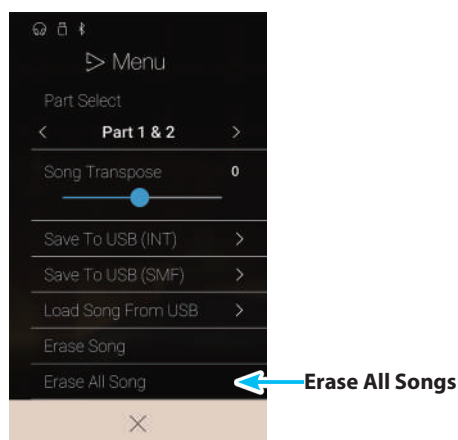 Menu
Part Select
Part 1 & 2
Song Transpose 0
Save To USB (INT)
Save To USB (SMF)
Load Song From USB
Erase Song
Erase All Song
Erase All Songs